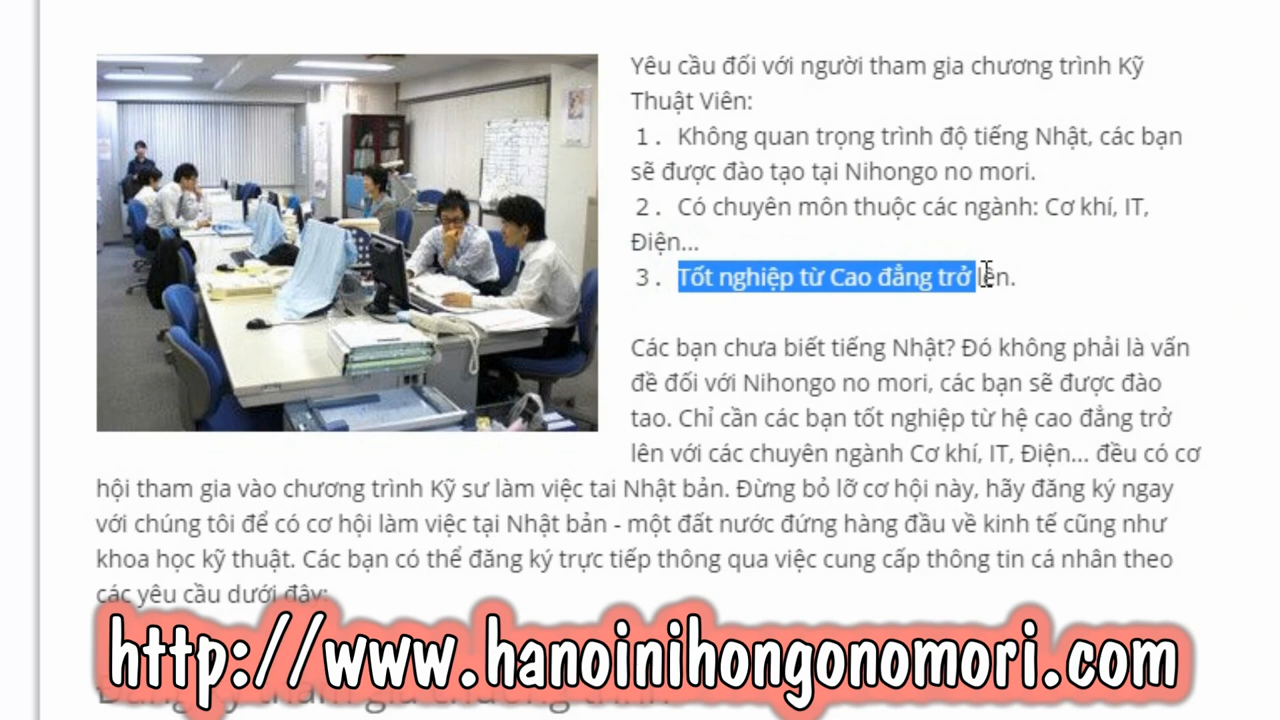 Yêu cầu đối với người tham gia chương trình Kỹ
Thuật Viên:
1. Không quan trọng trình độ tiếng Nhật, các bạn
sẽ được đào tạo tại Nihongo no mori.
2. Có chuyên môn thuộc các ngành: Cơ khí, IT,
Điện...
3. Tốt nghiệp từ Cao đẳng trở lên.
Các bạn chưa biết tiếng Nhật? Đó không phải là vấn
đề đối với Nihongo no mori, các bạn sẽ được đào
tao. Chỉ cần các bạn tốt nghiệp từ hệ cao đẳng trở
lên với các chuyên ngành Cơ khí, IT, Điện... đều có cơ
hội tham gia vào chương trình Kỹ sư làm việc tai Nhật bản. Đừng bỏ lỡ cơ hội này, hãy đăng ký ngay
với chúng tôi để có cơ hội làm việc tại Nhật bản - một đất nước đứng hàng đầu về kinh tế cũng như
khoa học kỹ thuật. Các bạn có thể đăng ký trực tiếp thông qua việc cung cấp thông tin cá nhân theo
các yêu cầu dưới đây:
http://www.hanoinihongonomori.com